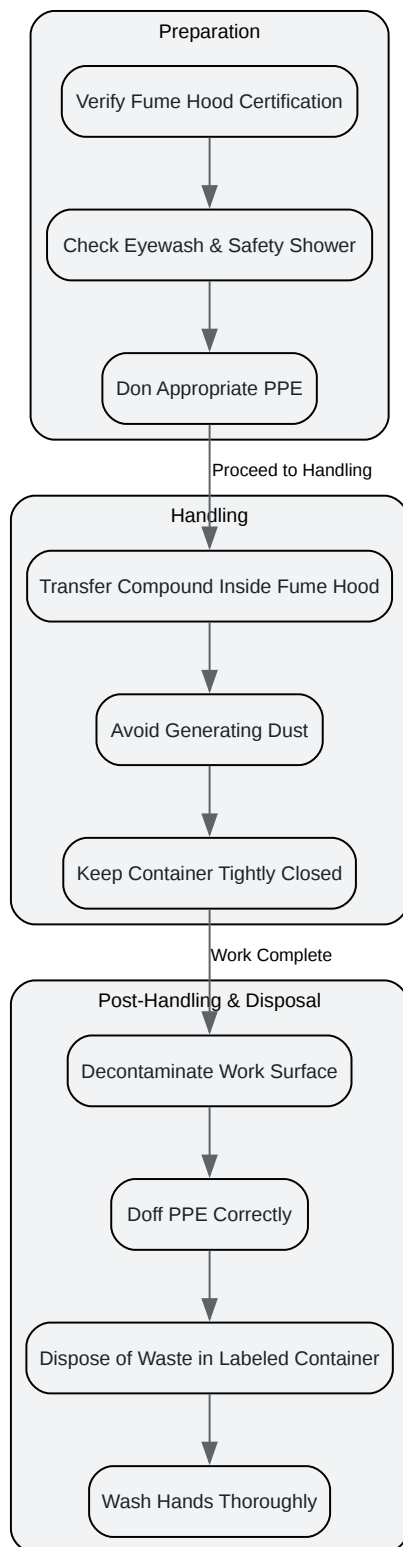 Preparation
Verify Fume Hood Certification
Check Eyewash & Safety Shower
Don Appropriate PPE
Proceed to Handling
Handling
Transfer Compound Inside Fume Hood
Avoid Generating Dust
Keep Container Tightly Closed
Work Complete
Post-Handling & Disposal
Decontaminate Work Surface
Doff PPE Correctly
Dispose of Waste in Labeled Container
Wash Hands Thoroughly